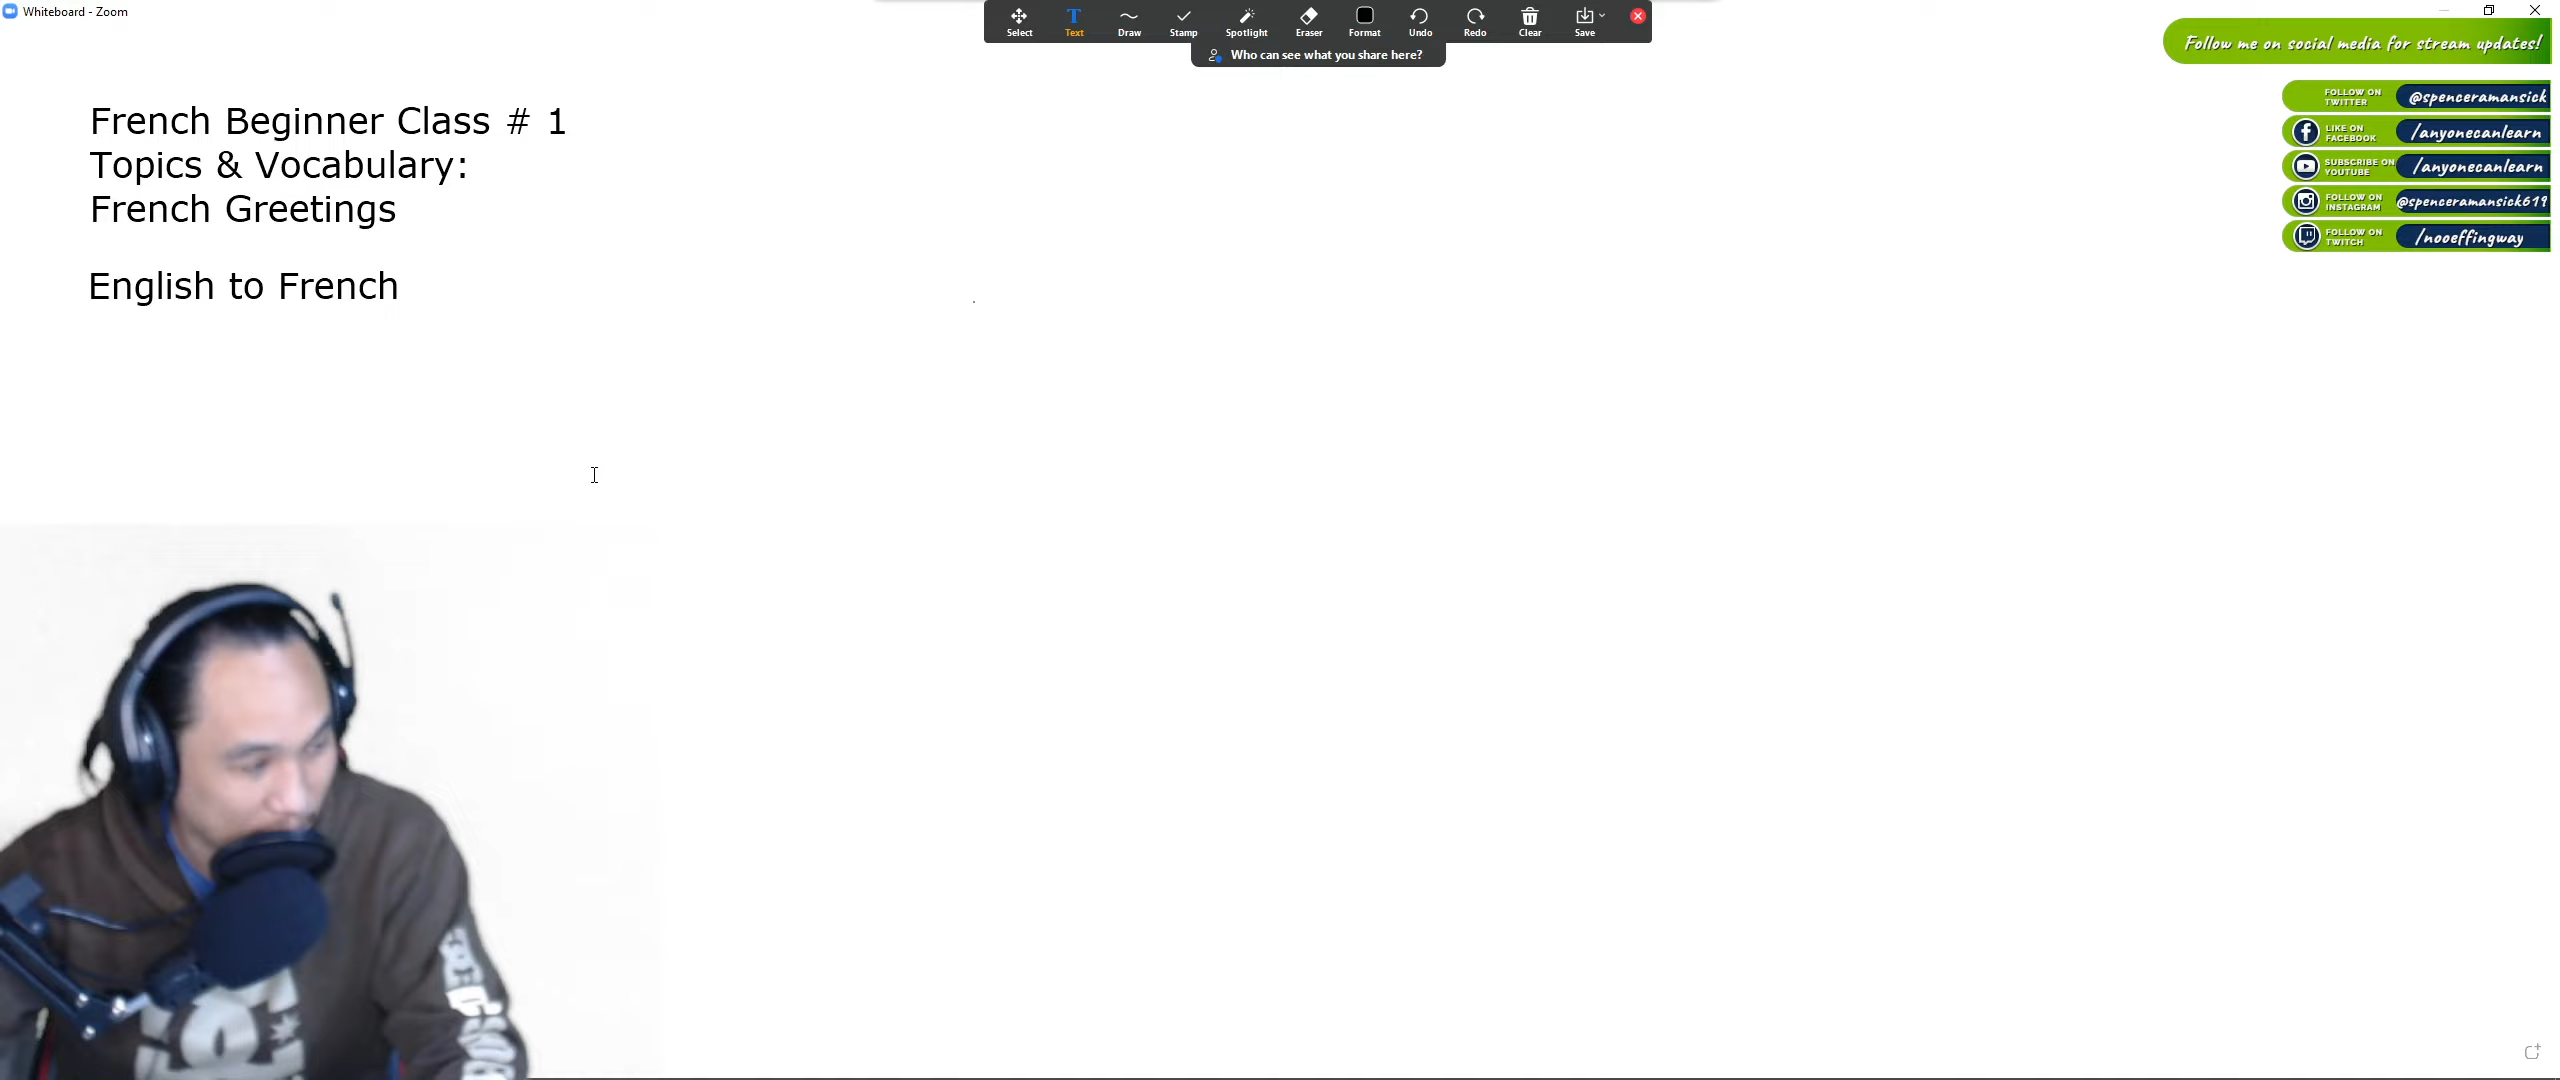 Whiteboard - Zoom
Select Text Draw Stamp Spotlight Eraser Format Undo Redo Clear Save
Who can see what you share here?
Follow me on social media for stream updates!
FOLLOW ON TWITTER @spenceramansick
LIKE ON FACEBOOK /anyonecanlearn
SUBSCRIBE ON YOUTUBE /anyonecanlearn
FOLLOW ON INSTAGRAM @spenceramansick619
FOLLOW ON TWITCH /nooeffingway
French Beginner Class # 1
Topics & Vocabulary:
French Greetings
English to French